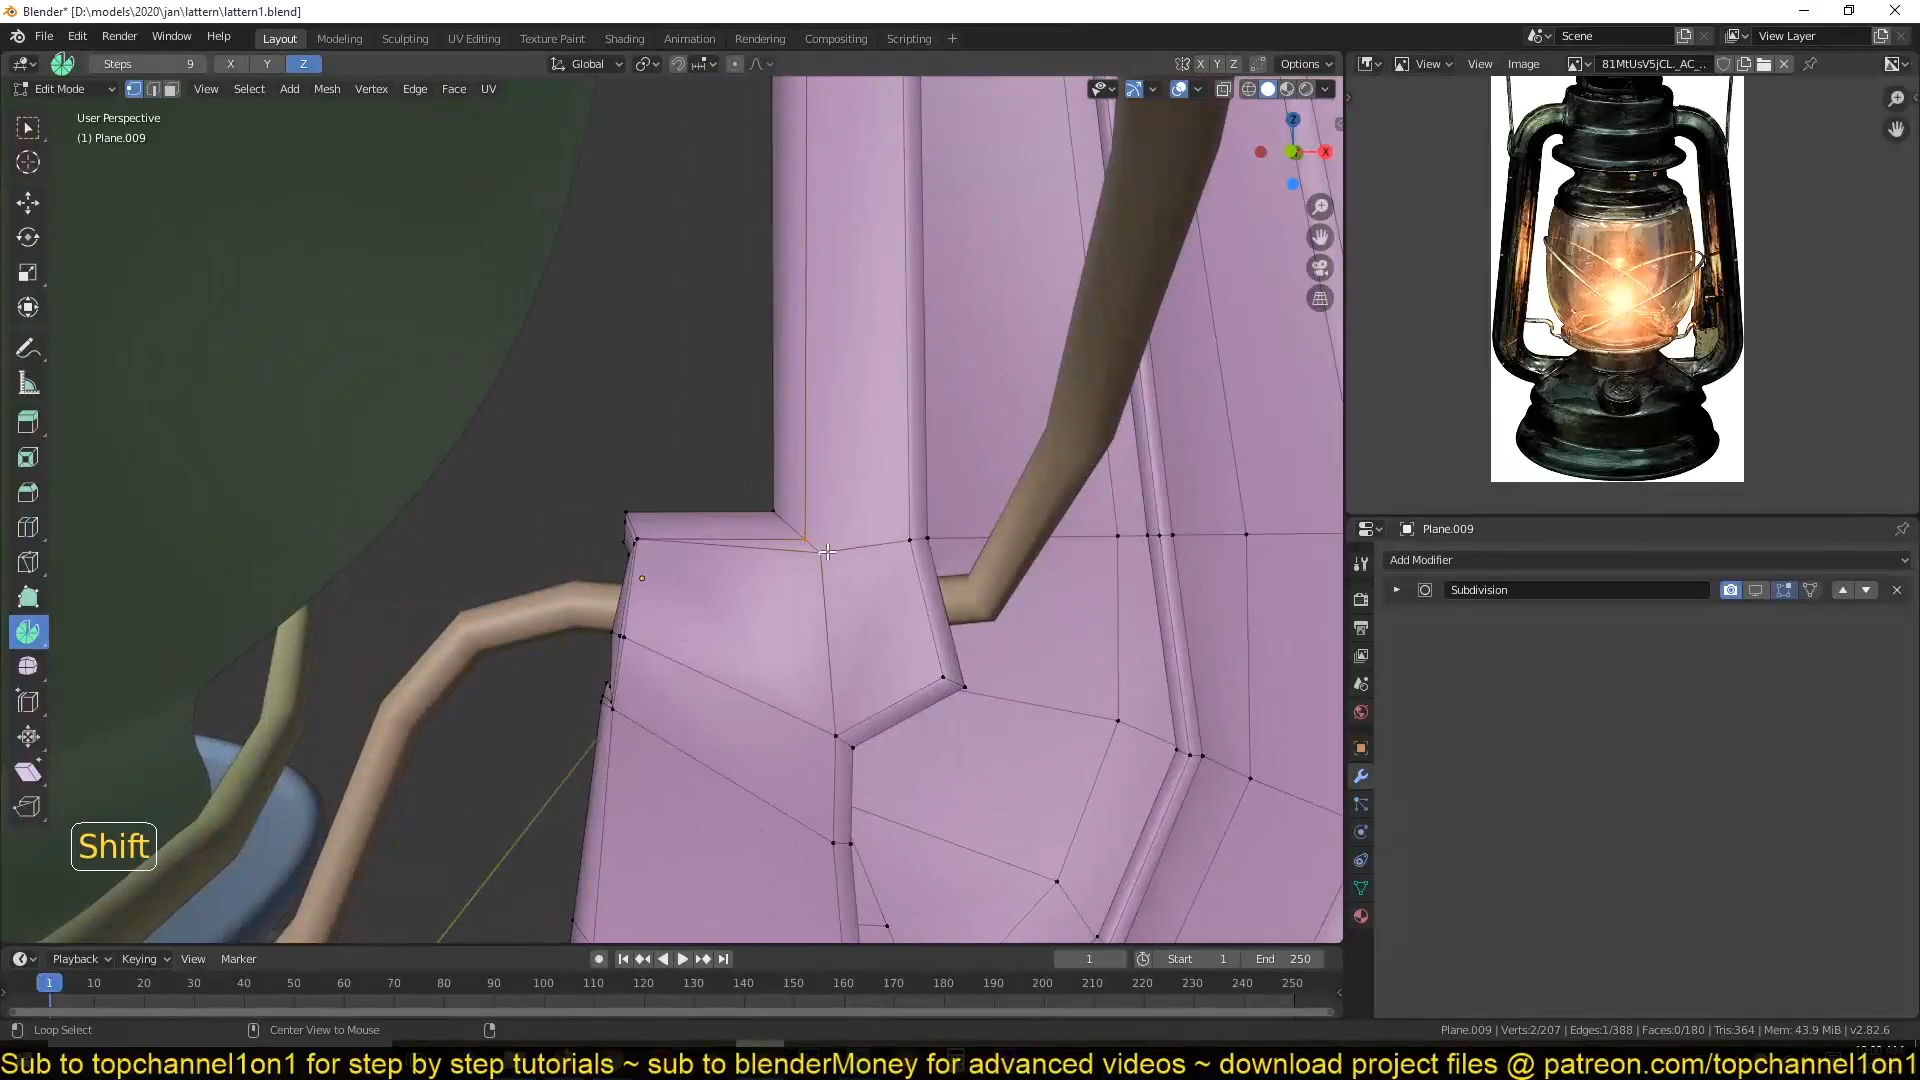 Blender* [D:\models\2020\jan\lattern\lattern1.blend]
File Edit Render Window Help Layout Modeling Sculpting UV Editing Texture Paint Shading Animation Rendering Compositing Scripting + Scene View Layer
Steps 9 X Y Z Global X Y Z Options View View Image 81MtUsV5jCL._AC_...
Edit Mode View Select Add Mesh Vertex Edge Face UV
User Perspective
(1) Plane.009
Z
X
Plane.009
Add Modifier
Subdivision
Shift
Playback Keying View Marker 1 Start 1 End 250
1 10 20 30 40 50 60 70 80 90 100 110 120 130 140 150 160 170 180 190 200 210 220 230 240 250
Loop Select Center View to Mouse Plane.009 | Verts:2/207 | Edges:1/388 | Faces:0/180 | Tris:364 | Mem: 43.9 MiB | v2.82.6
Sub to topchannel1on1 for step by step tutorials ~ sub to blenderMoney for advanced videos ~ download project files @ patreon.com/topchannel1on1